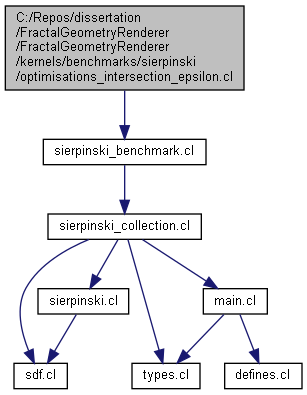 C:/Repos/dissertation
/FractalGeometryRenderer
/FractalGeometryRenderer
/kernels/benchmarks/sierpinski
/optimisations_intersection_epsilon.cl
sierpinski_benchmark.cl
sierpinski_collection.cl
sierpinski.cl
main.cl
sdf.cl
types.cl
defines.cl